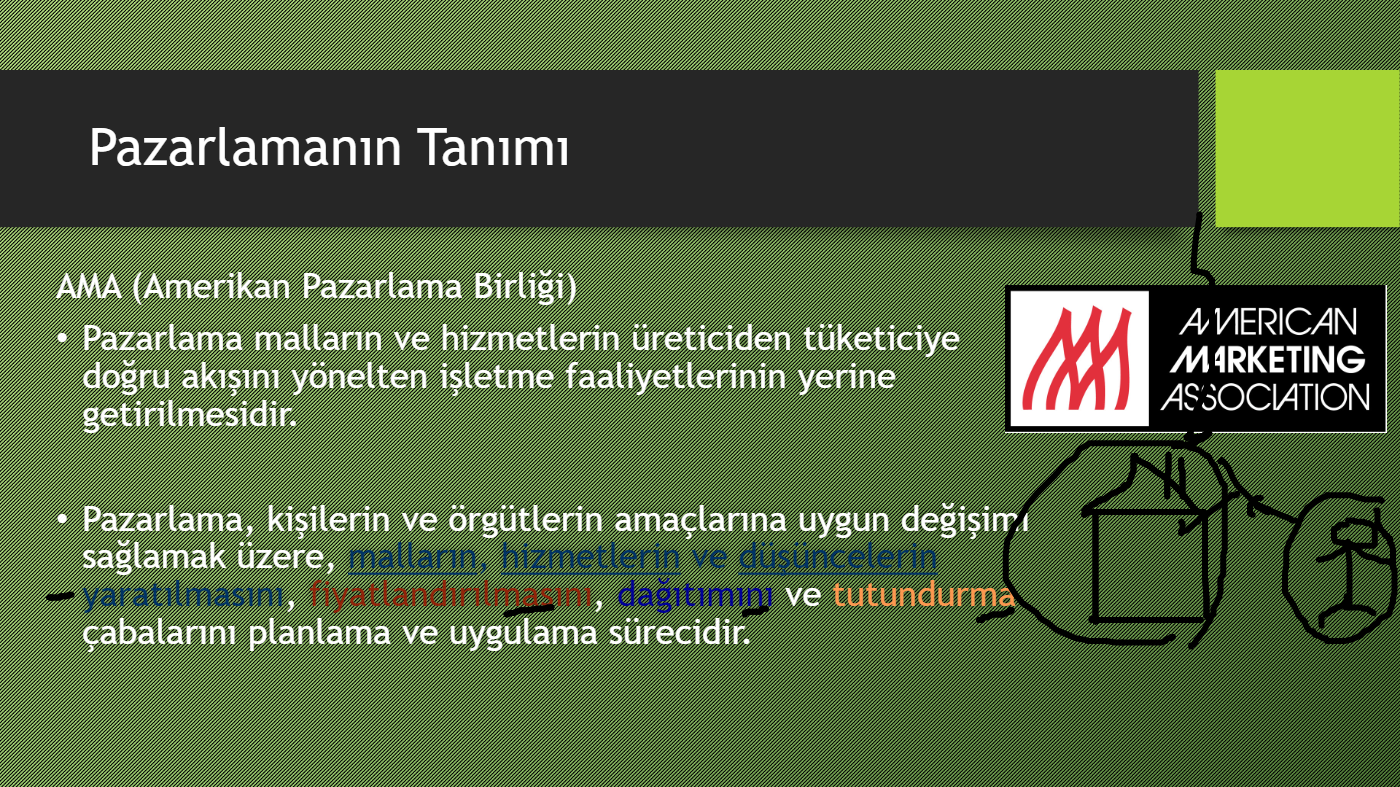 Pazarlamanın Tanımı
AMA (Amerikan Pazarlama Birliği)
• Pazarlama malların ve hizmetlerin üreticiden tüketiciye
doğru akışını yönelten işletme faaliyetlerinin yerine
getirilmesidir.
AMERICAN
MARKETING
ASSOCIATION
• Pazarlama, kişilerin ve örgütlerin amaçlarına uygun değişimi
sağlamak üzere, malların, hizmetlerin ve düşüncelerin
yaratılmasını, fiyatlandırılmasını, dağıtımını ve tutundurma
çabalarını planlama ve uygulama sürecidir.